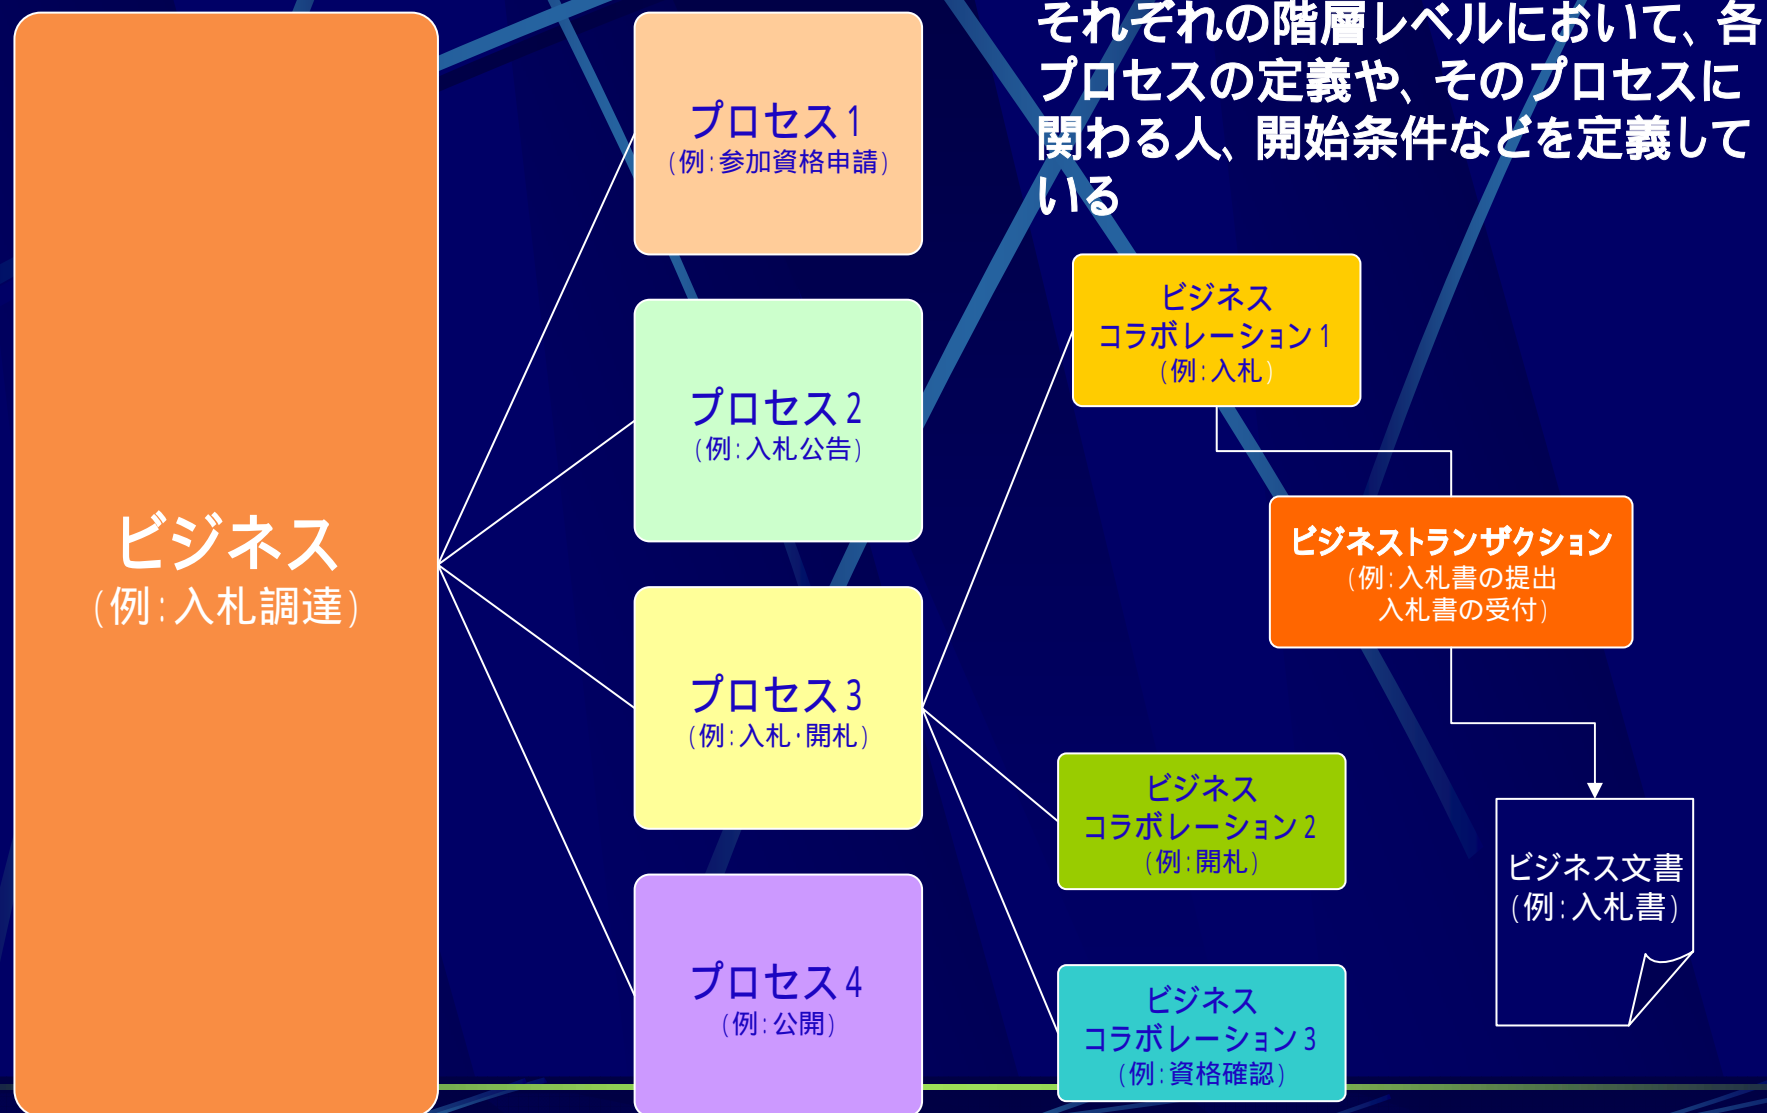 それぞれの階層レベルにおいて、各
プロセスの定義や、そのプロセスに
関わる人、開始条件などを定義して
いる
ビジネス
(例:入札調達)
プロセス1
(例:参加資格申請)
プロセス2
(例:入札公告)
プロセス3
(例:入札・開札)
プロセス4
(例:公開)
ビジネス
コラボレーション1
(例:入札)
ビジネストランザクション
(例:入札書の提出
入札書の受付)
ビジネス
コラボレーション2
(例:開札)
ビジネス文書
(例:入札書)
ビジネス
コラボレーション3
(例:資格確認)